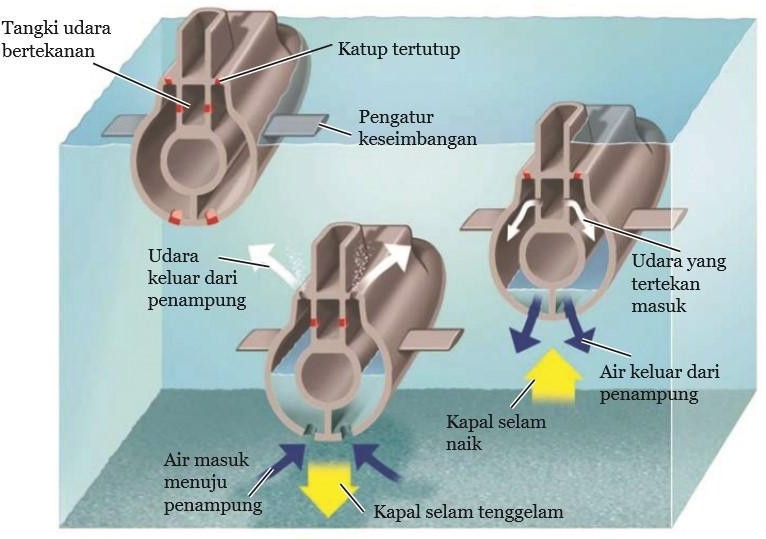 Tangki udara
bertekanan
Katup tertutup
Pengatur
keseimbangan
Udara
keluar dari
penampung
Udara yang
tertekan
masuk
Air keluar dari
penampung
Kapal selam
naik
Air masuk
menuju
penampung
Kapal selam tenggelam